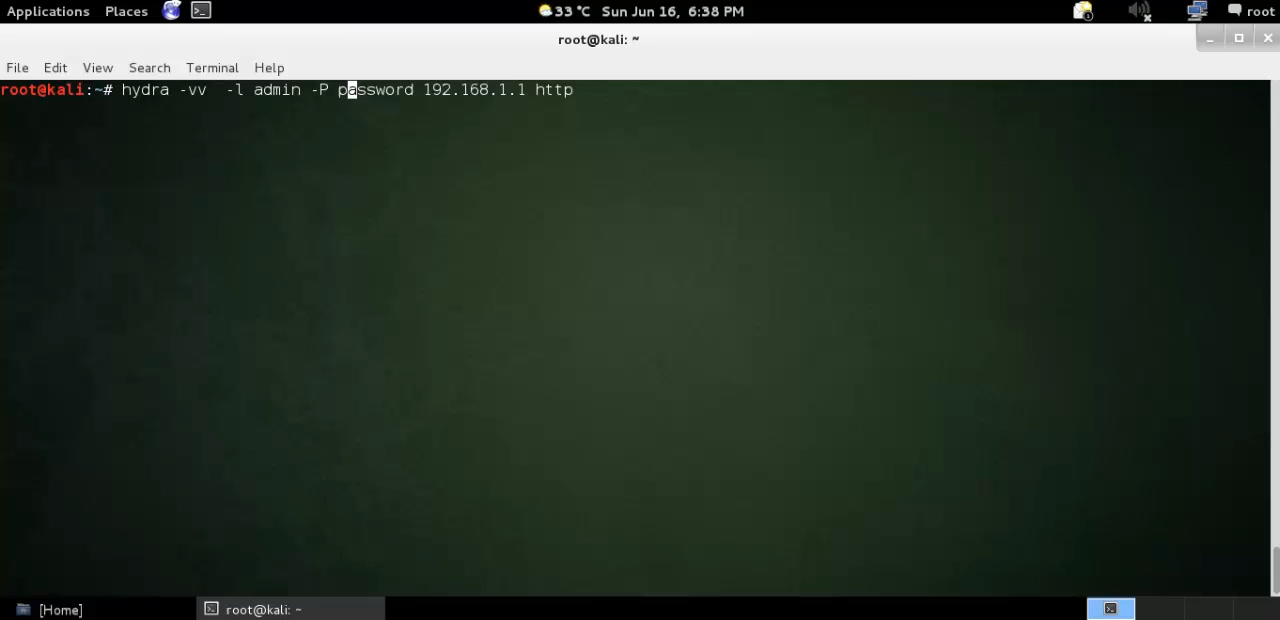 Applications Places 33 °C Sun Jun 16, 6:38 PM root
root@kali: ~
File Edit View Search Terminal Help
root@kali:~# hydra -vv  -l admin -P password 192.168.1.1 http
[Home] root@kali: ~